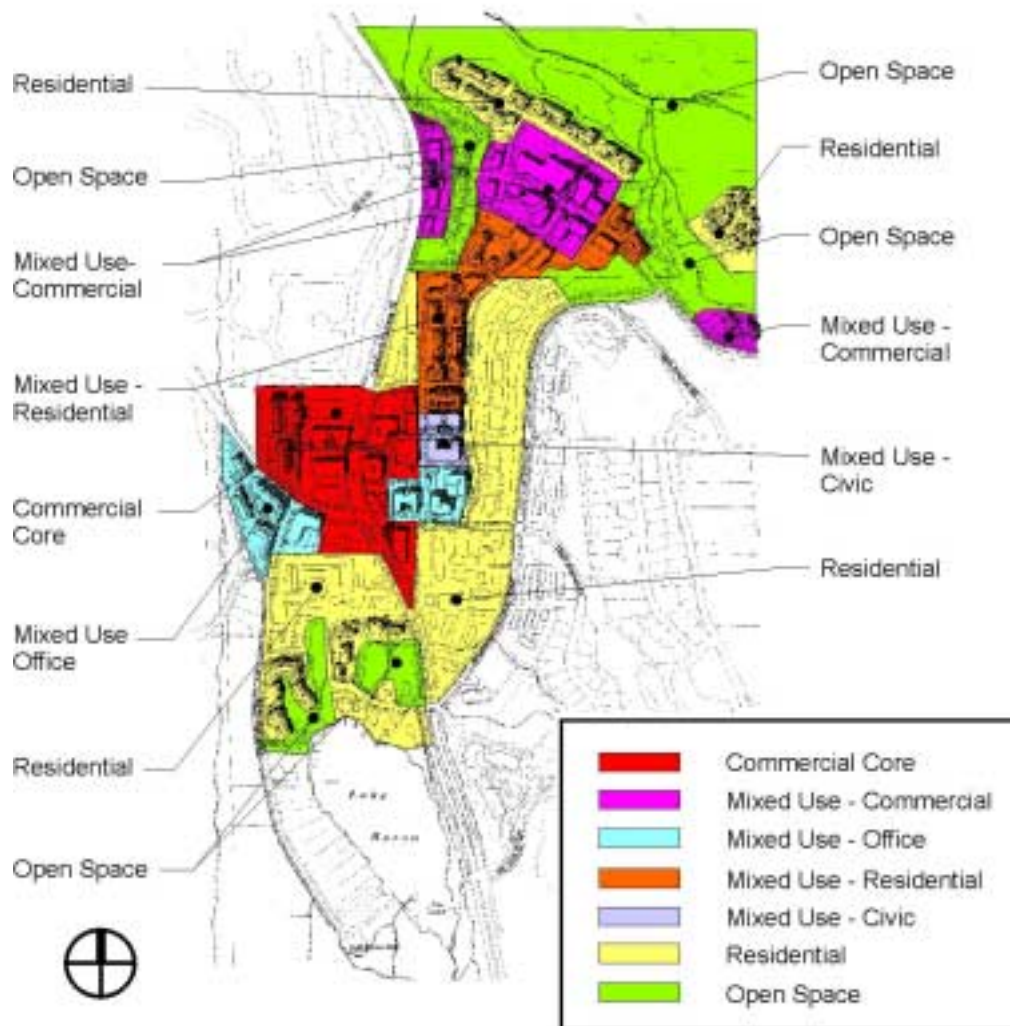 Residential
Open Space
Mixed Use-
Commercial
Mixed Use -
Residential
Commercial
Core
Mixed Use
Office
Residential
Open Space
Open Space
Residential
Open Space
Mixed Use -
Commercial
Mixed Use -
Civic
Residential
Lake
Commercial Core
Mixed Use - Commercial
Mixed Use - Office
Mixed Use - Residential
Mixed Use - Civic
Residential
Open Space